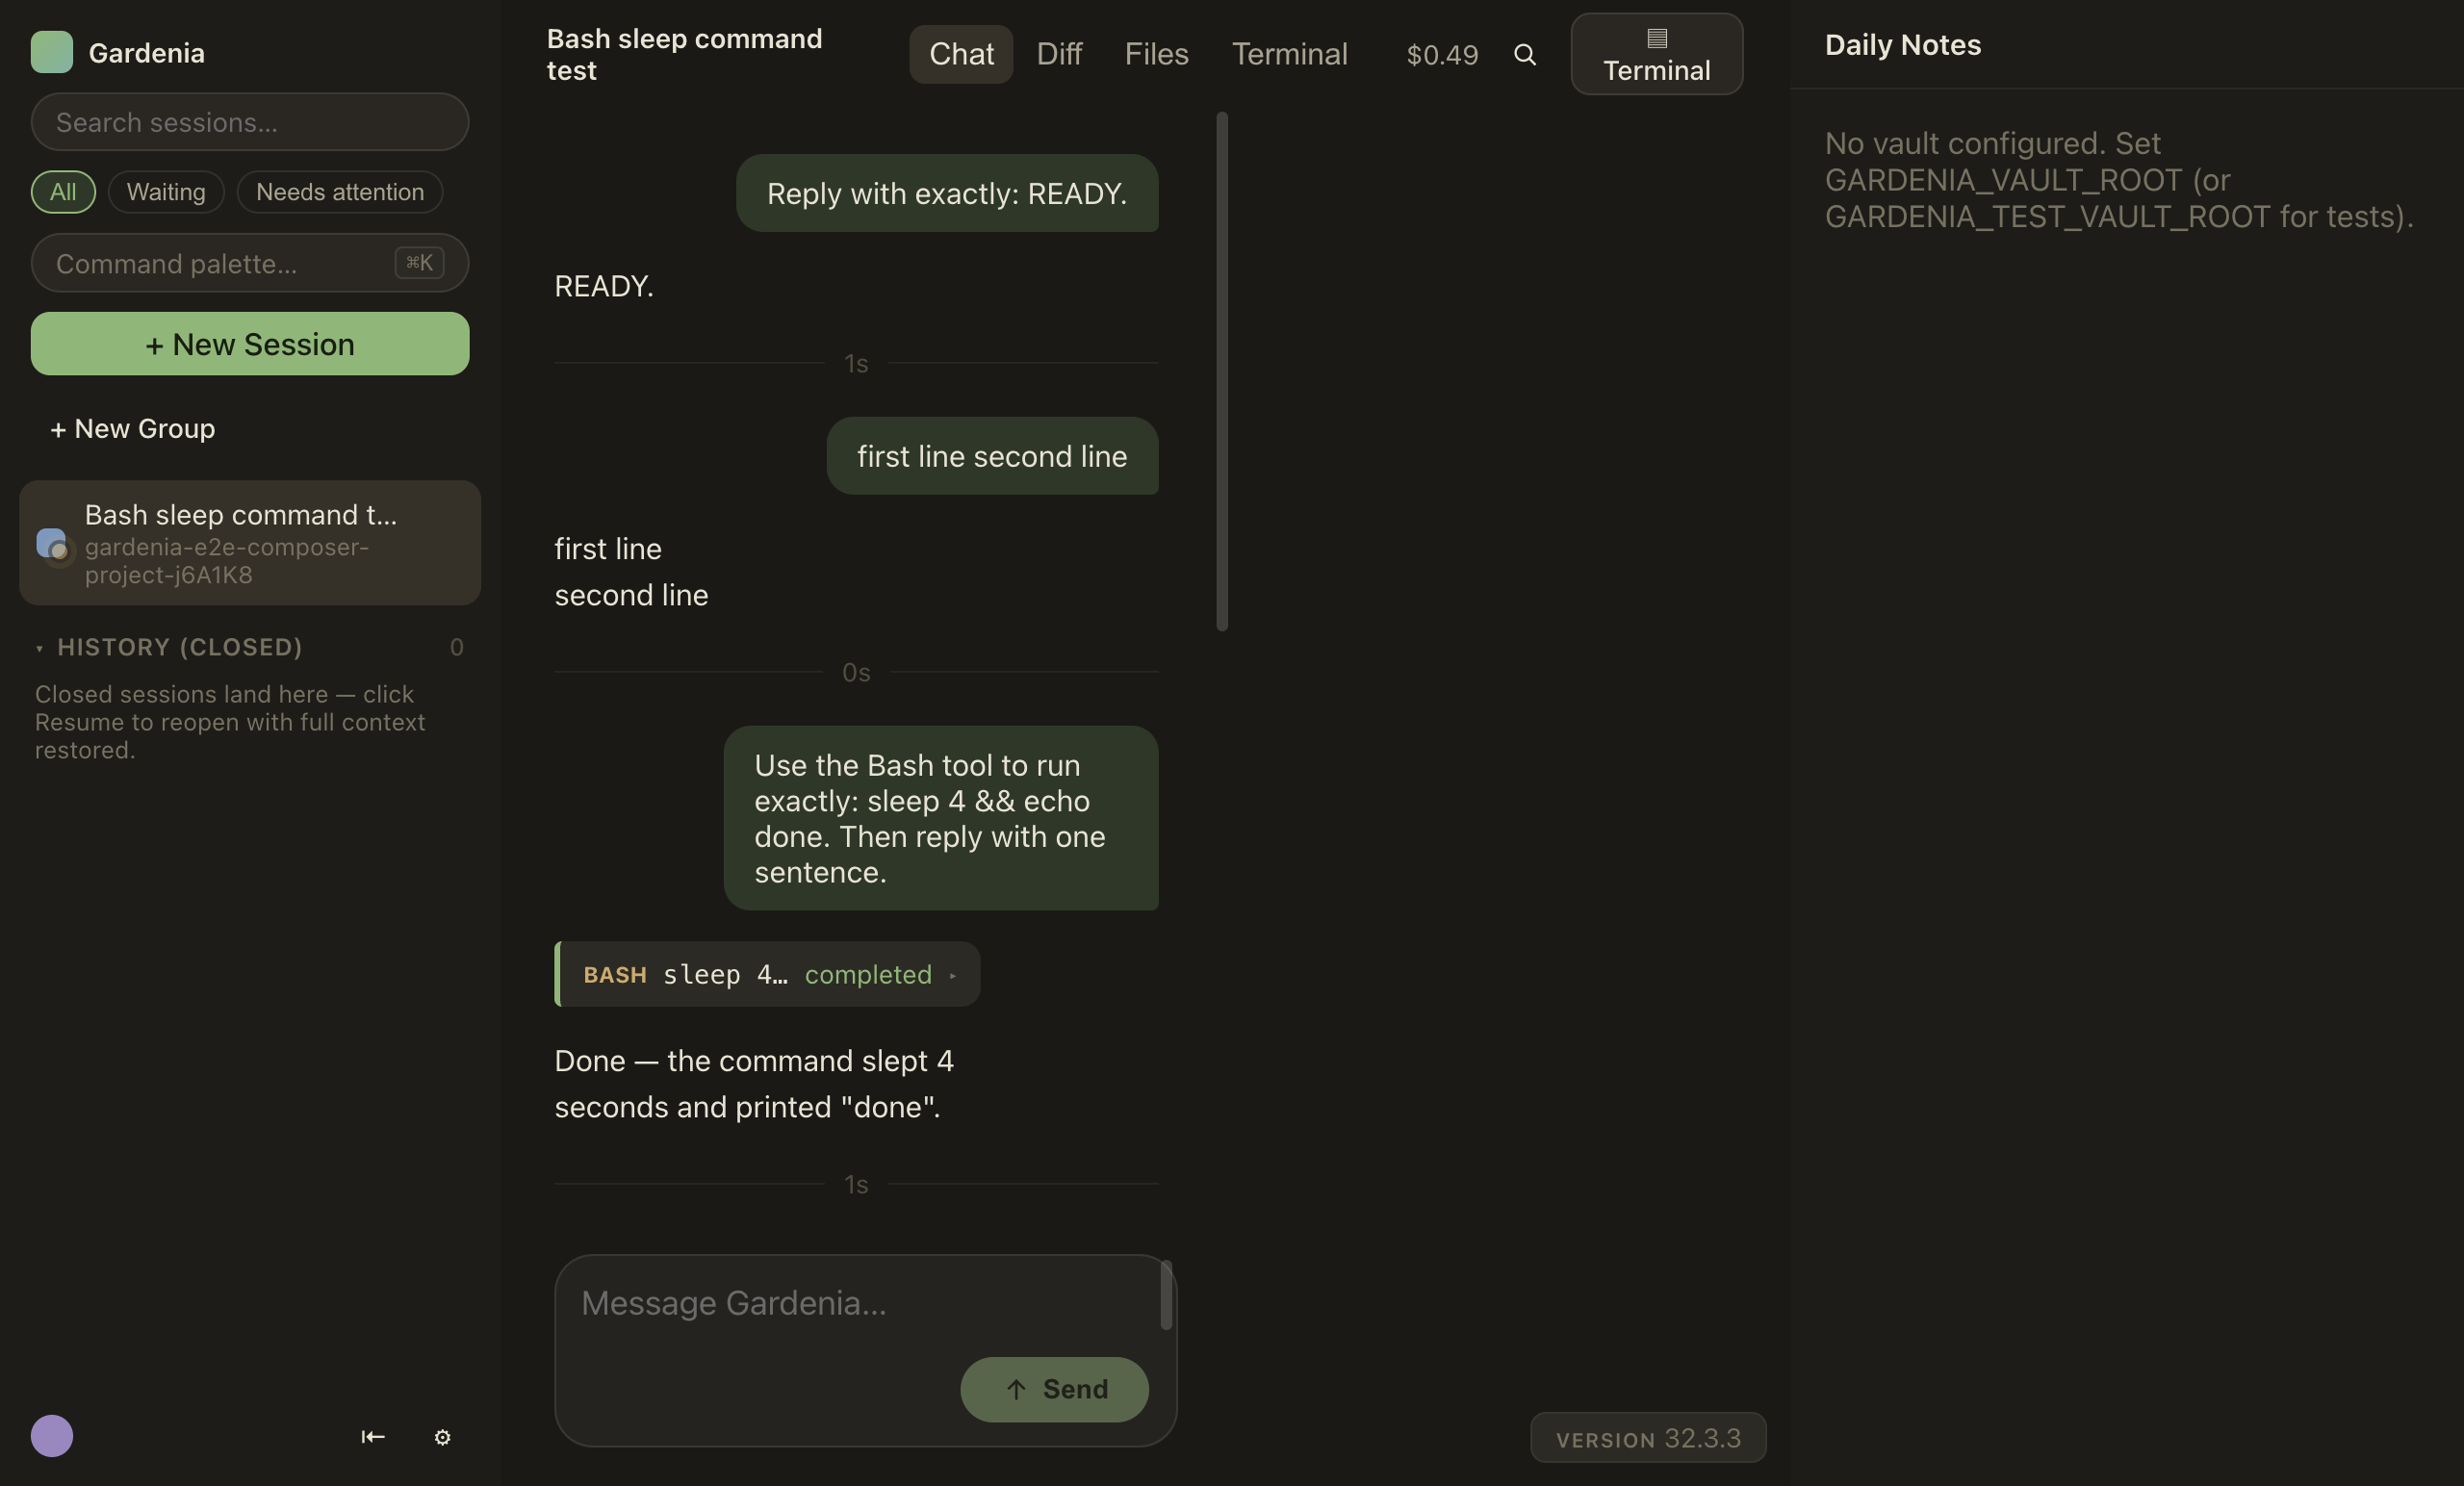 Gardenia
Search sessions...
All
Waiting
Needs attention
Command palette...
⌘K
+ New Session
+ New Group
Bash sleep command t...
gardenia-e2e-composer-
project-j6A1K8
▾ HISTORY (CLOSED) 0
Closed sessions land here — click
Resume to reopen with full context
restored.
Bash sleep command
test
Chat
Diff
Files
Terminal
$0.49
Terminal
Reply with exactly: READY.
READY.
1s
first line second line
first line
second line
0s
Use the Bash tool to run
exactly: sleep 4 && echo
done. Then reply with one
sentence.
BASH sleep 4… completed ▸
Done — the command slept 4
seconds and printed "done".
1s
Message Gardenia...
↑ Send
VERSION 32.3.3
Daily Notes
No vault configured. Set
GARDENIA_VAULT_ROOT (or
GARDENIA_TEST_VAULT_ROOT for tests).